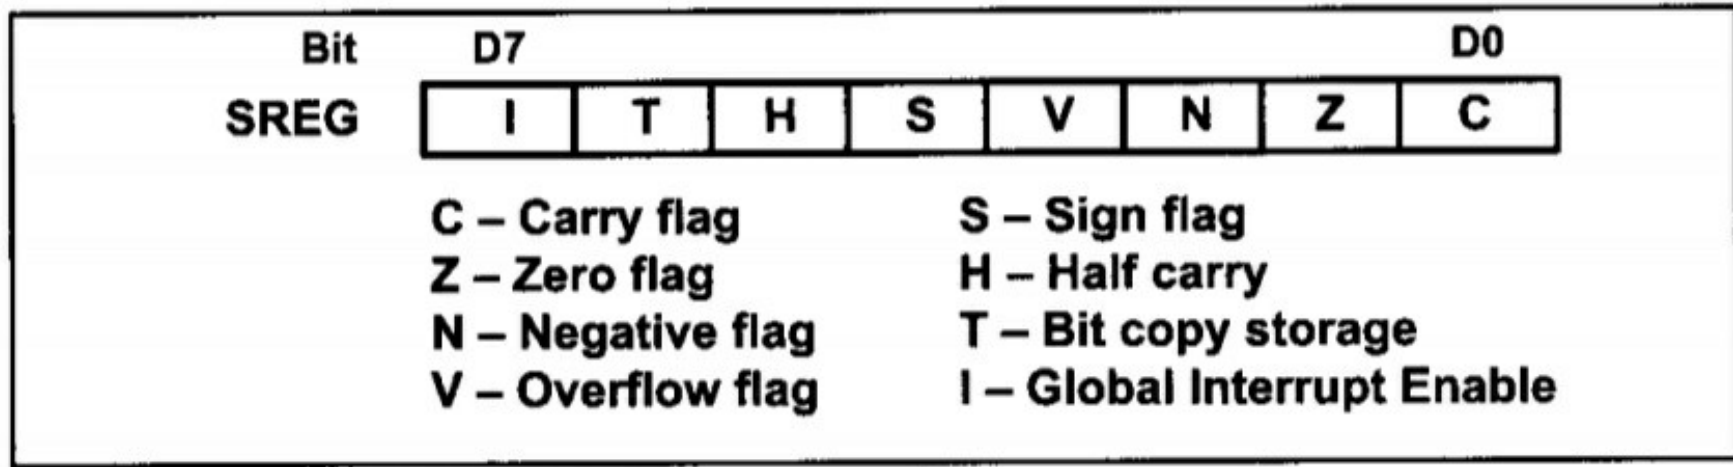 Bit D7 D0
SREG I T H S V N Z C
C – Carry flag S – Sign flag
Z – Zero flag H – Half carry
N – Negative flag T – Bit copy storage
V – Overflow flag I – Global Interrupt Enable